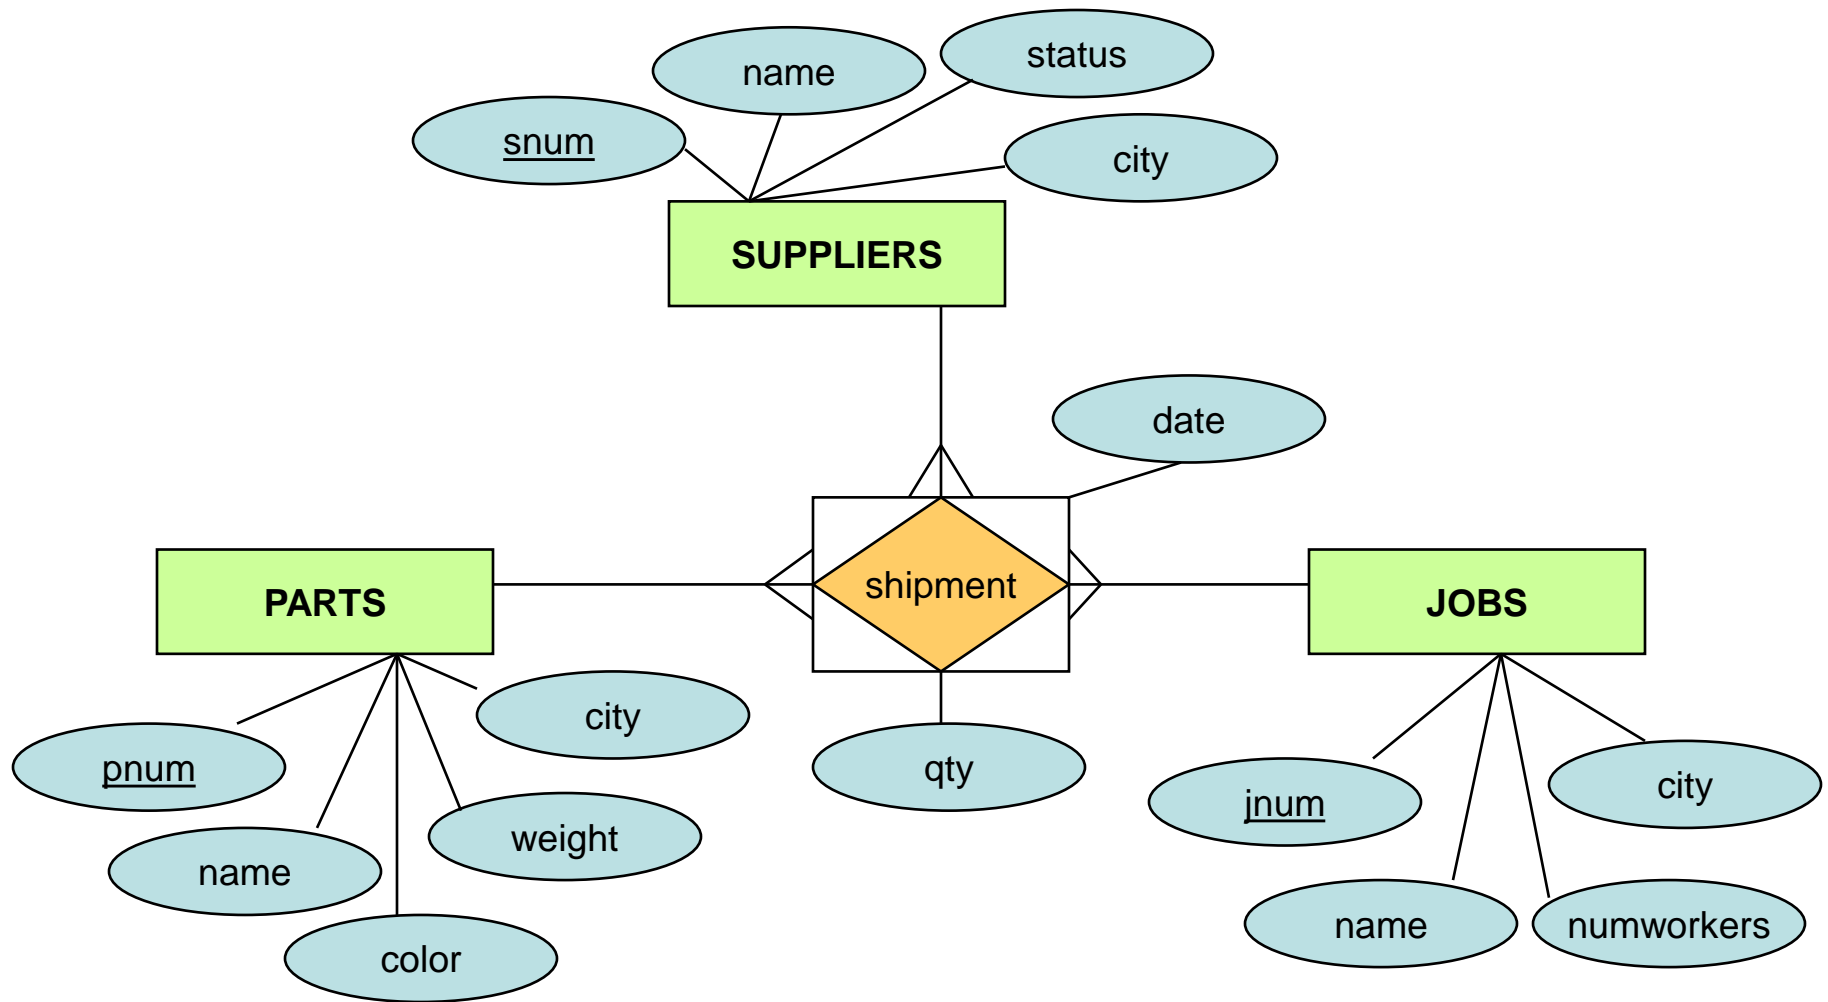 status
name
snum
city
SUPPLIERS
date
shipment
PARTS
JOBS
city
pnum
qty
city
jnum
weight
name
name
numworkers
color